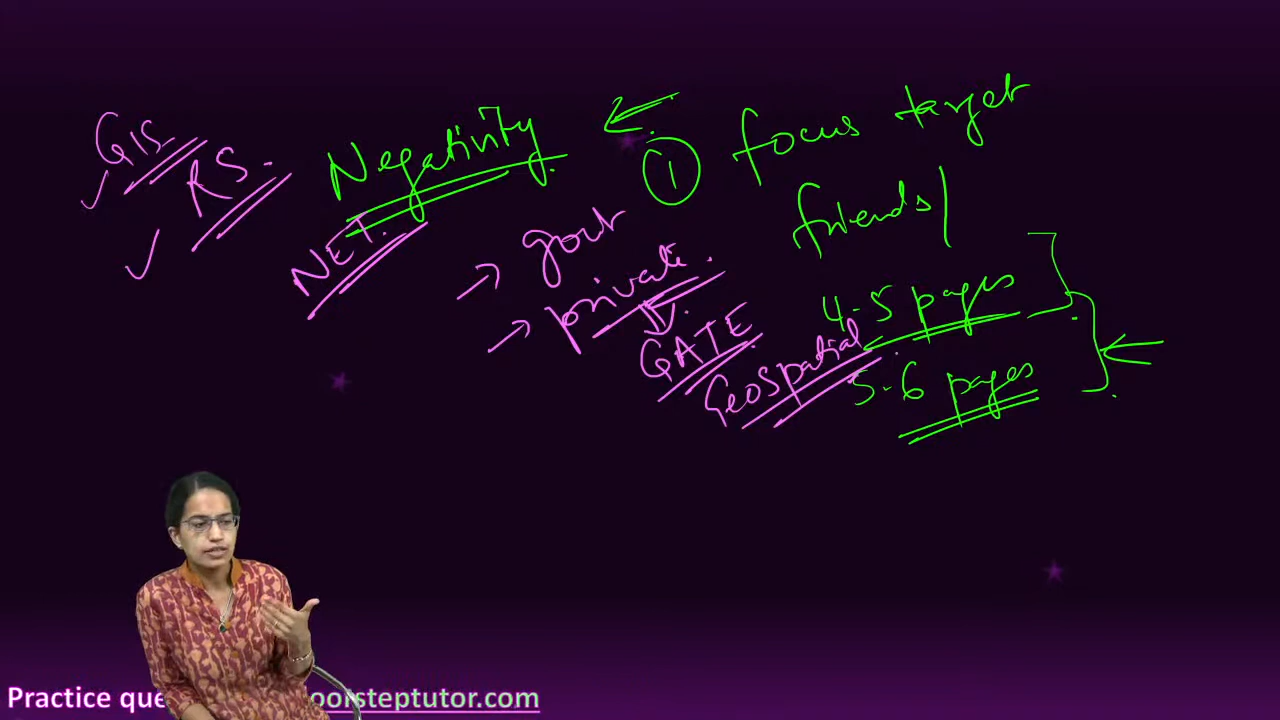 GIS
RS.
Negativity
NET.
① focus target
friends/
→ govt
→ private.
GATE
GeoSpatial
4-5 pages
5-6 pages
Practice que
oorsteptutor.com